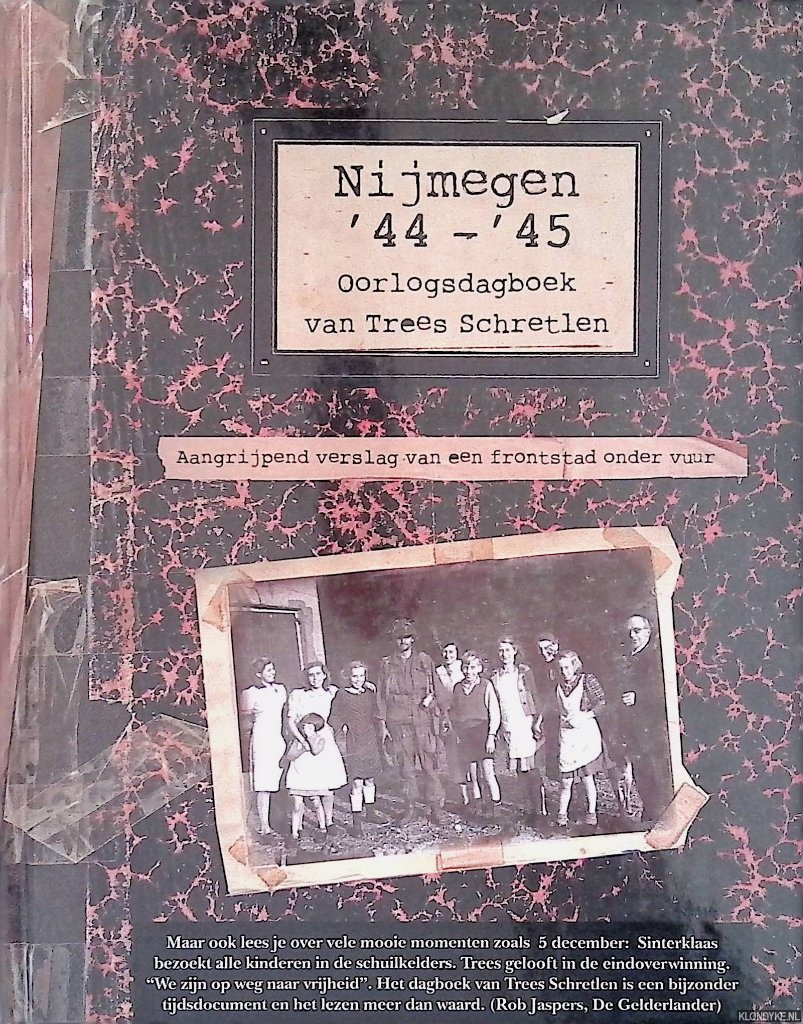 Nijmegen
'44 - '45
Oorlogsdagboek
van Trees Schretlen
Aangrijpend verslag van een frontstad onder vuur
Maar ook lees je over vele mooie momenten zoals 5 december: Sinterklaas
bezoekt alle kinderen in de schuilkelders. Trees gelooft in de eindoverwinning.
“We zijn op weg naar vrijheid”. Het dagboek van Trees Schretlen is een bijzonder
tijdsdocument en het lezen meer dan waard. (Rob Jaspers, De Gelderlander)
KLONDYKE.NL